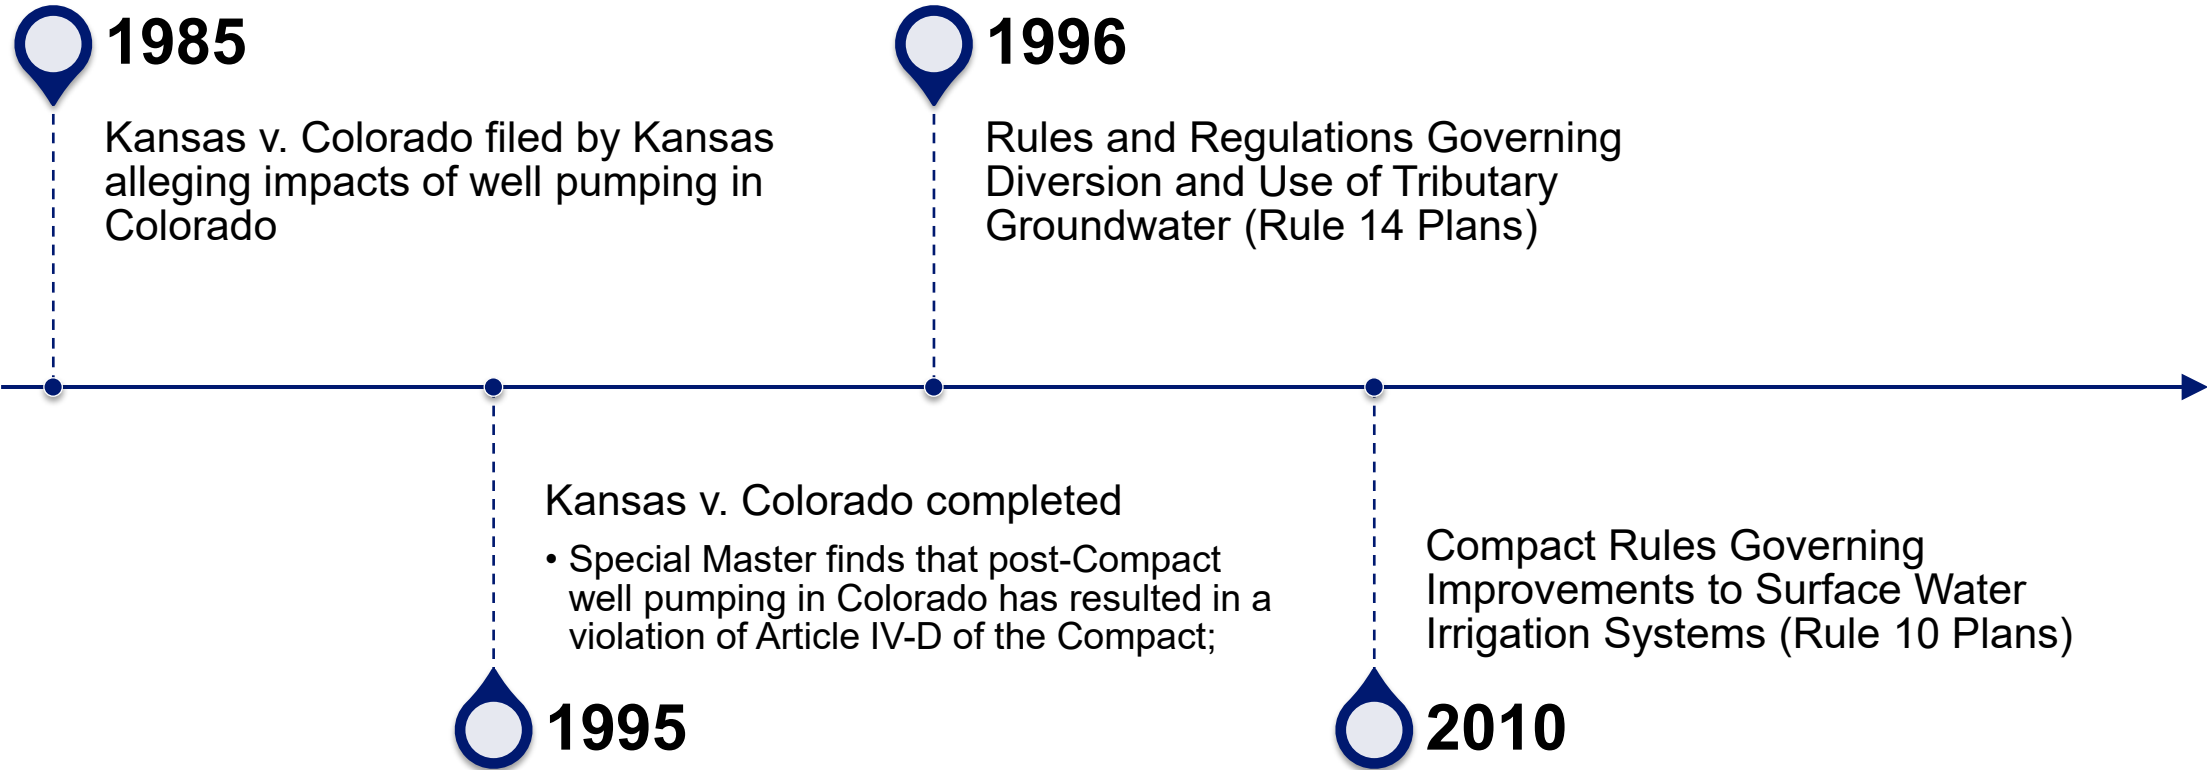 1985
Kansas v. Colorado filed by Kansas
alleging impacts of well pumping in
Colorado
1996
Rules and Regulations Governing
Diversion and Use of Tributary
Groundwater (Rule 14 Plans)
Kansas v. Colorado completed
• Special Master finds that post-Compact
well pumping in Colorado has resulted in a
violation of Article IV-D of the Compact;
1995
Compact Rules Governing
Improvements to Surface Water
Irrigation Systems (Rule 10 Plans)
2010